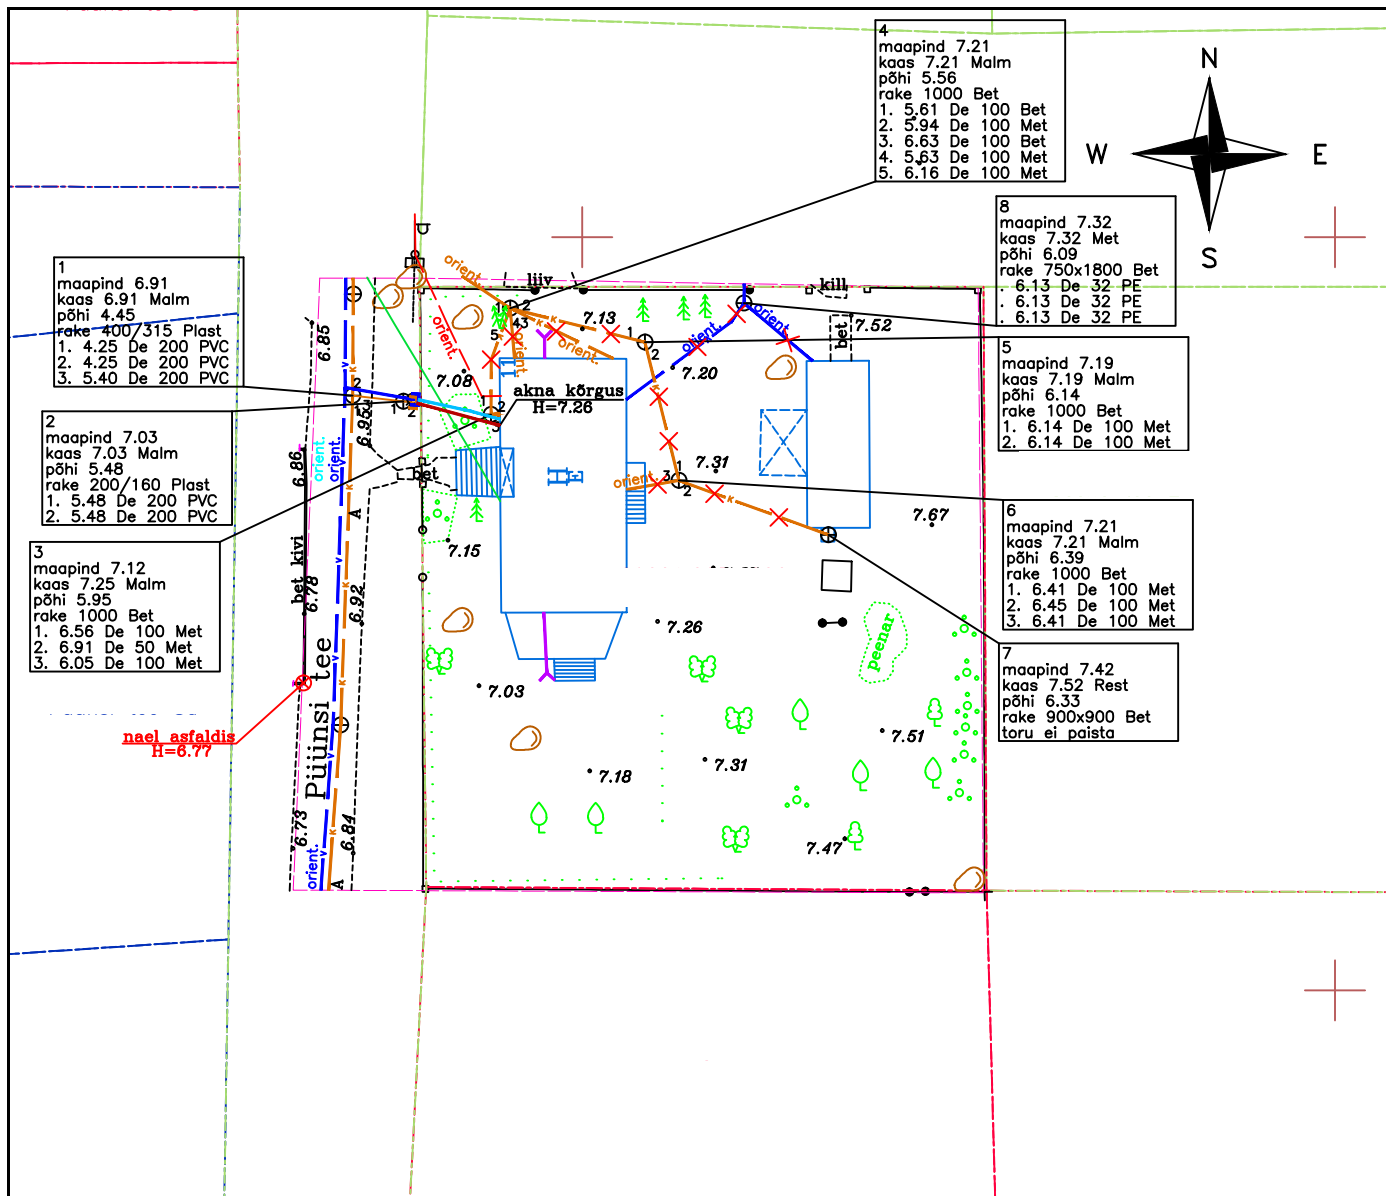 4
maapind 7.21
kaas 7.21 Malm
põhi 5.56
rake 1000 Bet
1. 5.61 De 100 Bet
2. 5.94 De 100 Met
3. 6.63 De 100 Bet
4. 5.63 De 100 Met
5. 6.16 De 100 Met
N
W
E
S
8
maapind 7.32
kaas 7.32 Met
põhi 6.09
rake 750x1800 Bet
. 6.13 De 32 PE
. 6.13 De 32 PE
. 6.13 De 32 PE
1
maapind 6.91
kaas 6.91 Malm
põhi 4.45
rake 400/315 Plast
1. 4.25 De 200 PVC
2. 4.25 De 200 PVC
3. 5.40 De 200 PVC
5
maapind 7.19
kaas 7.19 Malm
põhi 6.14
rake 1000 Bet
1. 6.14 De 100 Met
2. 6.14 De 100 Met
2
maapind 7.03
kaas 7.03 Malm
põhi 5.48
rake 200/160 Plast
1. 5.48 De 200 PVC
2. 5.48 De 200 PVC
6
maapind 7.21
kaas 7.21 Malm
põhi 6.39
rake 1000 Bet
1. 6.41 De 100 Met
2. 6.45 De 100 Met
3. 6.41 De 100 Met
3
maapind 7.12
kaas 7.25 Malm
põhi 5.95
rake 1000 Bet
1. 6.56 De 100 Met
2. 6.91 De 50 Met
3. 6.05 De 100 Met
7
maapind 7.42
kaas 7.52 Rest
põhi 6.33
rake 900x900 Bet
toru ei paista
orient.
liiv
kill
7.13
7.52
bet
orient.
orient.
orient.
orient.
orient.
11
7.08
7.20
akna kõrgus
H=7.26
6.85
6.95
6.86
orient.
orient.
bet
7.31
orient.
7.67
7.15
bet kivi
6.78
6.92
A
7.26
peenar
7.03
nael asfaldis
H=6.77
Püünsi tee
7.51
7.31
7.18
7.47
6.73
6.84
orient.
A